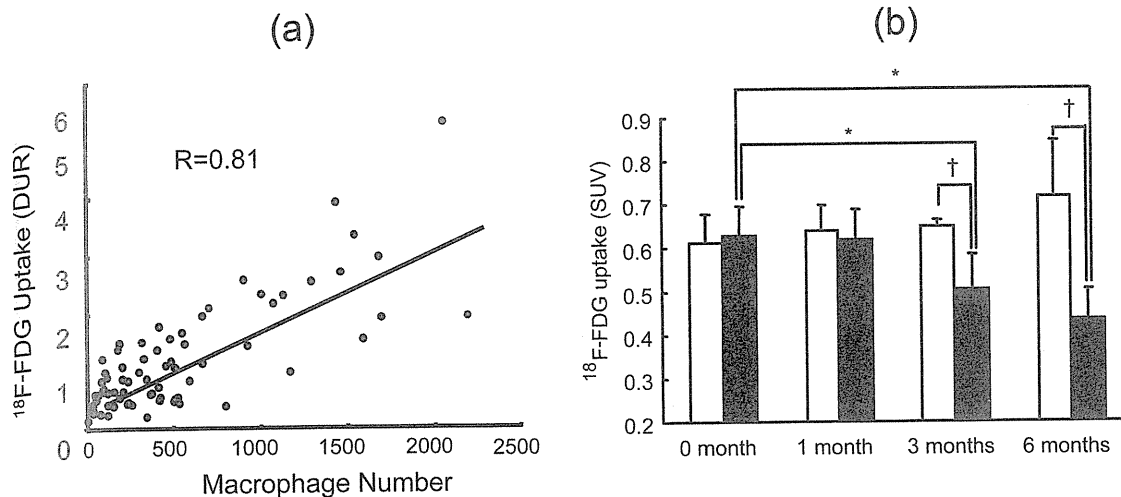 (a)
¹⁸F-FDG Uptake (DUR)
6
5
4
3
2
1
0
R=0.81
0 500 1000 1500 2000 2500
Macrophage Number
(b)
¹⁸F-FDG uptake (SUV)
0.9
0.8
0.7
0.6
0.5
0.4
0.3
0.2
*
*
†
†
0 month 1 month 3 months 6 months